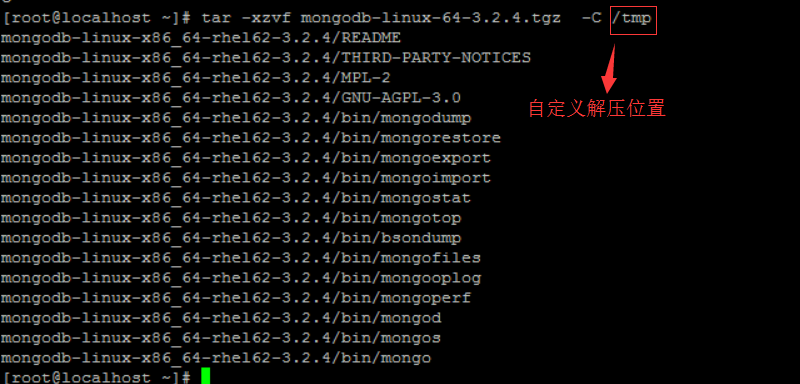 [root@localhost ~]# tar -xzvf mongodb-linux-64-3.2.4.tgz  -C /tmp
mongodb-linux-x86_64-rhel62-3.2.4/README
mongodb-linux-x86_64-rhel62-3.2.4/THIRD-PARTY-NOTICES
mongodb-linux-x86_64-rhel62-3.2.4/MPL-2
mongodb-linux-x86_64-rhel62-3.2.4/GNU-AGPL-3.0
自定义解压位置
mongodb-linux-x86_64-rhel62-3.2.4/bin/mongodump
mongodb-linux-x86_64-rhel62-3.2.4/bin/mongorestore
mongodb-linux-x86_64-rhel62-3.2.4/bin/mongoexport
mongodb-linux-x86_64-rhel62-3.2.4/bin/mongoimport
mongodb-linux-x86_64-rhel62-3.2.4/bin/mongostat
mongodb-linux-x86_64-rhel62-3.2.4/bin/mongotop
mongodb-linux-x86_64-rhel62-3.2.4/bin/bsondump
mongodb-linux-x86_64-rhel62-3.2.4/bin/mongofiles
mongodb-linux-x86_64-rhel62-3.2.4/bin/mongooplog
mongodb-linux-x86_64-rhel62-3.2.4/bin/mongoperf
mongodb-linux-x86_64-rhel62-3.2.4/bin/mongod
mongodb-linux-x86_64-rhel62-3.2.4/bin/mongos
mongodb-linux-x86_64-rhel62-3.2.4/bin/mongo
[root@localhost ~]#